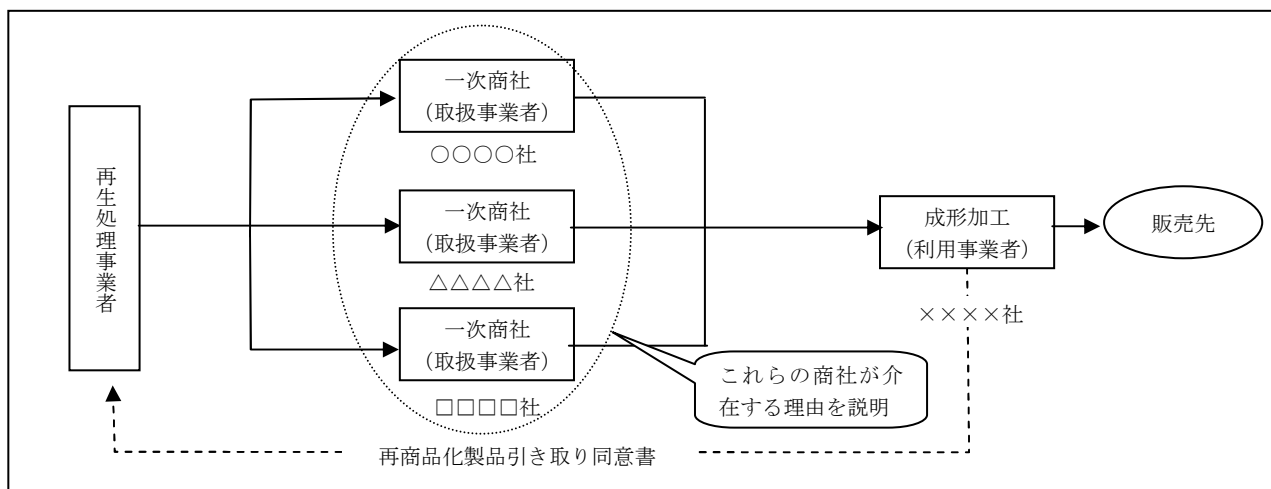 再生処理事業者
一次商社
(取扱事業者)
○○○○社
一次商社
(取扱事業者)
△△△△社
一次商社
(取扱事業者)
□□□□社
成形加工
(利用事業者)
××××社
販売先
これらの商社が介
在する理由を説明
再商品化製品引き取り同意書